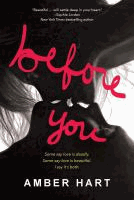 "Beautiful ... will settle deep in your heart."
—Sophie Jordan
New York Times bestselling author
before
you
Some say love is deadly.
Some say love is beautiful.
I say it's both.
AMBER HART